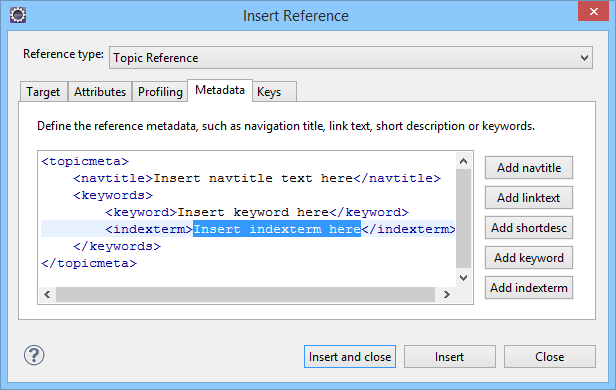 Insert Reference
Reference type: Topic Reference
Target Attributes Profiling Metadata Keys
Define the reference metadata, such as navigation title, link text, short description or keywords.
<topicmeta>
<navtitle>Insert navtitle text here</navtitle>
<keywords>
<keyword>Insert keyword here</keyword>
<indexterm>Insert indexterm here</indexterm>
</keywords>
</topicmeta>
Add navtitle
Add linktext
Add shortdesc
Add keyword
Add indexterm
Insert and close Insert Close